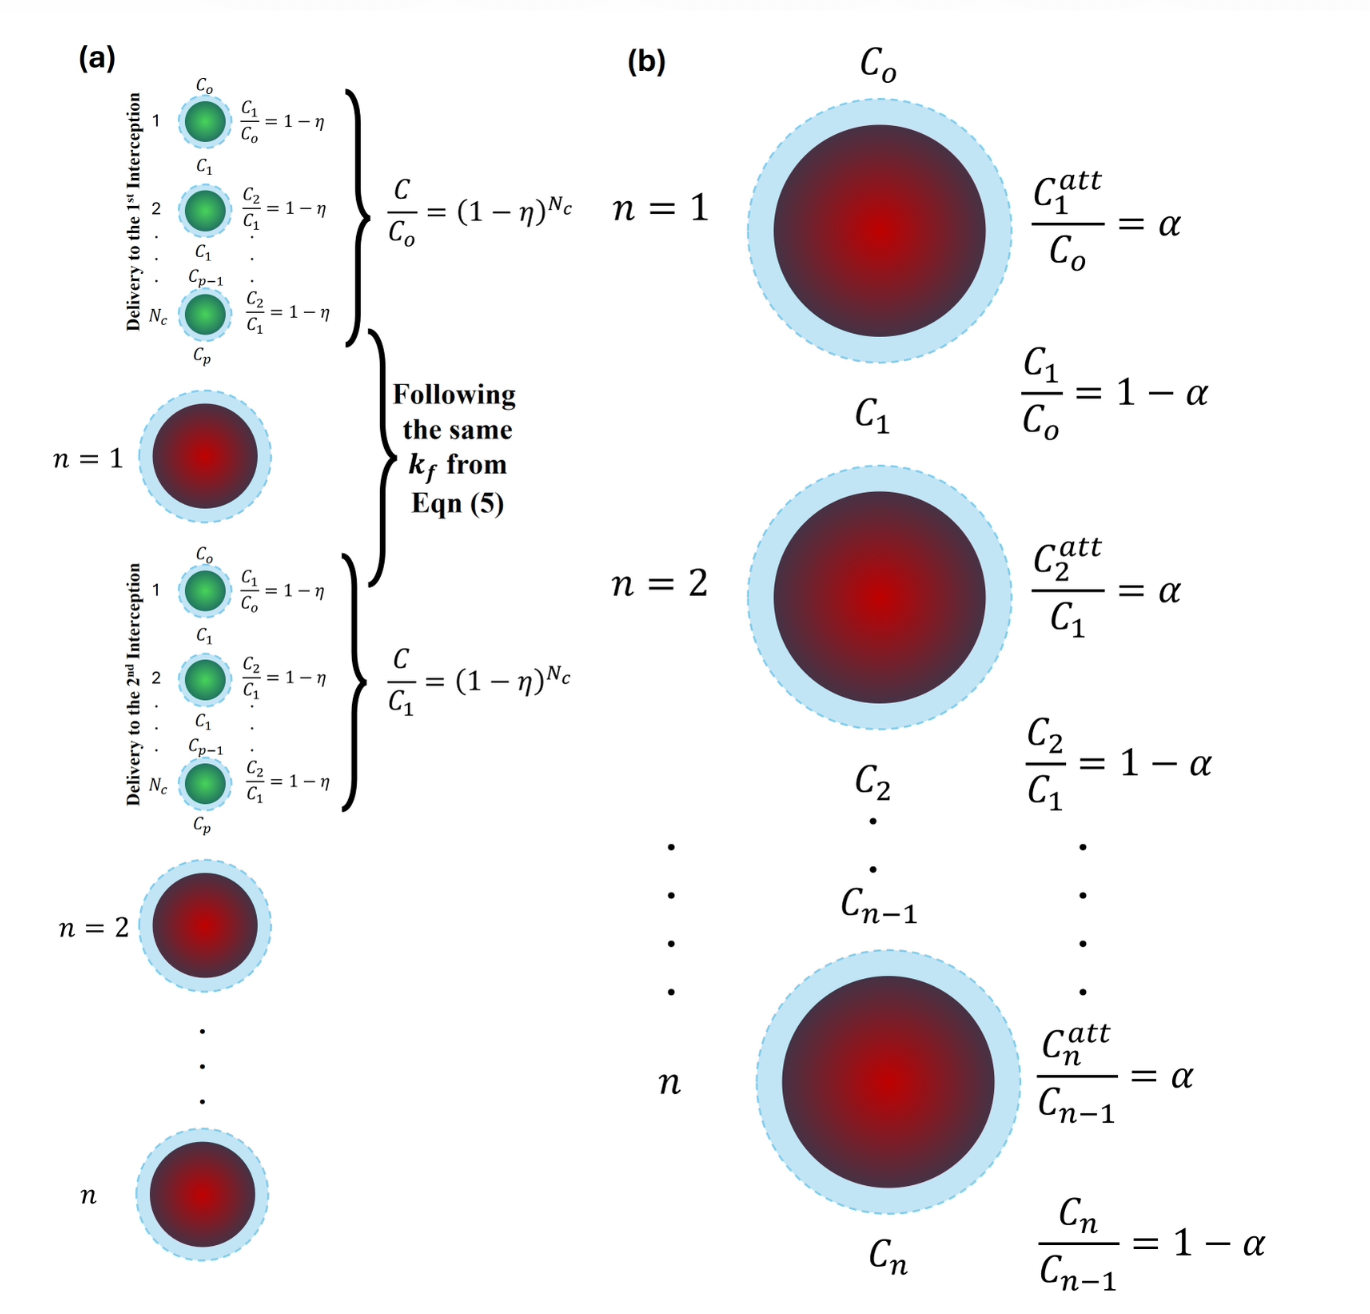 (a)
Delivery to the 1st Interception
C_o
1 C_1/C_o = 1 − η
C_1
2 C_2/C_1 = 1 − η
. .
. C_1 .
. C_{p−1} .
N_c C_2/C_1 = 1 − η
C_p
C/C_o = (1 − η)^{N_c}
n = 1
Following
the same
k_f from
Eqn (5)
Delivery to the 2nd Interception
C_o
1 C_1/C_o = 1 − η
C_1
2 C_2/C_1 = 1 − η
. .
. C_1 .
. C_{p−1} .
N_c C_2/C_1 = 1 − η
C_p
C/C_1 = (1 − η)^{N_c}
n = 2
.
.
.
n
(b)
C_o
n = 1
C_1^{att}/C_o = α
C_1
C_1/C_o = 1 − α
n = 2
C_2^{att}/C_1 = α
C_2
C_2/C_1 = 1 − α
. . .
. . .
C_{n−1}
. .
. .
n
C_n^{att}/C_{n−1} = α
C_n
C_n/C_{n−1} = 1 − α